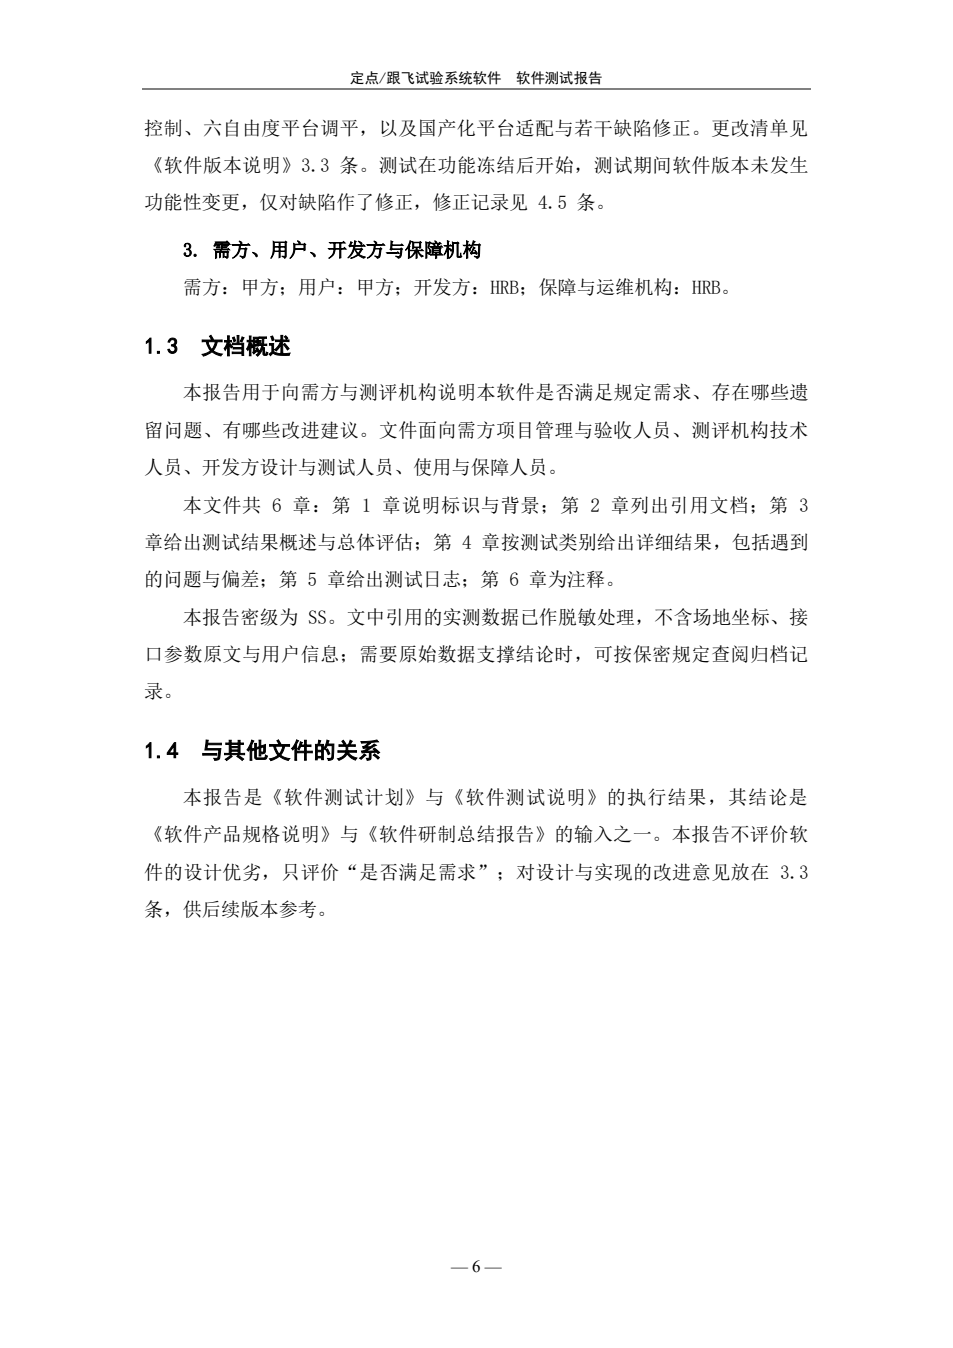 定点/跟飞试验系统软件　软件测试报告
控制、六自由度平台调平，以及国产化平台适配与若干缺陷修正。更改清单见
《软件版本说明》3.3 条。测试在功能冻结后开始，测试期间软件版本未发生
功能性变更，仅对缺陷作了修正，修正记录见 4.5 条。
3. 需方、用户、开发方与保障机构
需方：甲方；用户：甲方；开发方：HRB；保障与运维机构：HRB。
1.3　文档概述
本报告用于向需方与测评机构说明本软件是否满足规定需求、存在哪些遗
留问题、有哪些改进建议。文件面向需方项目管理与验收人员、测评机构技术
人员、开发方设计与测试人员、使用与保障人员。
本文件共 6 章：第 1 章说明标识与背景；第 2 章列出引用文档；第 3
章给出测试结果概述与总体评估；第 4 章按测试类别给出详细结果，包括遇到
的问题与偏差；第 5 章给出测试日志；第 6 章为注释。
本报告密级为 SS。文中引用的实测数据已作脱敏处理，不含场地坐标、接
口参数原文与用户信息；需要原始数据支撑结论时，可按保密规定查阅归档记
录。
1.4　与其他文件的关系
本报告是《软件测试计划》与《软件测试说明》的执行结果，其结论是
《软件产品规格说明》与《软件研制总结报告》的输入之一。本报告不评价软
件的设计优劣，只评价“是否满足需求”；对设计与实现的改进意见放在 3.3
条，供后续版本参考。
— 6 —